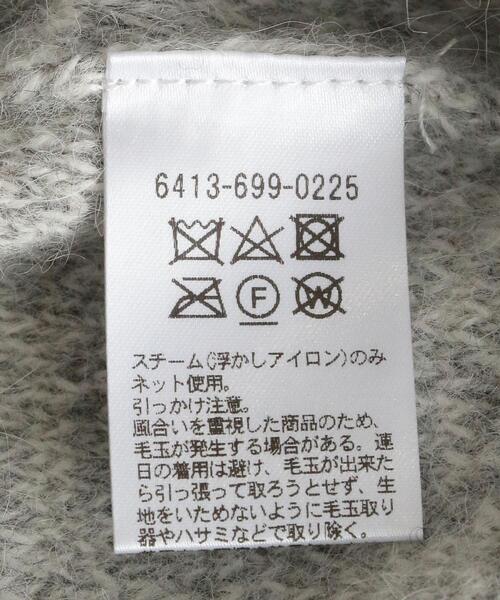 6413-699-0225
F W
スチーム(浮かしアイロン)のみ
ネット使用。
引っかけ注意。
風合いを重視した商品のため、
毛玉が発生する場合がある。連
日の着用は避け、毛玉が出来た
ら引っ張って取ろうとせず、生
地をいためないように毛玉取り
器やハサミなどで取り除く。